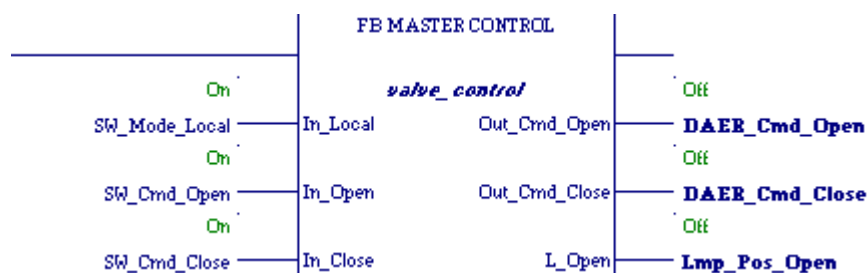 FB MASTER CONTROL
On valve_control Off
SW_Mode_Local In_Local Out_Cmd_Open DAER_Cmd_Open
On Off
SW_Cmd_Open In_Open Out_Cmd_Close DAER_Cmd_Close
On Off
SW_Cmd_Close In_Close L_Open Lmp_Pos_Open